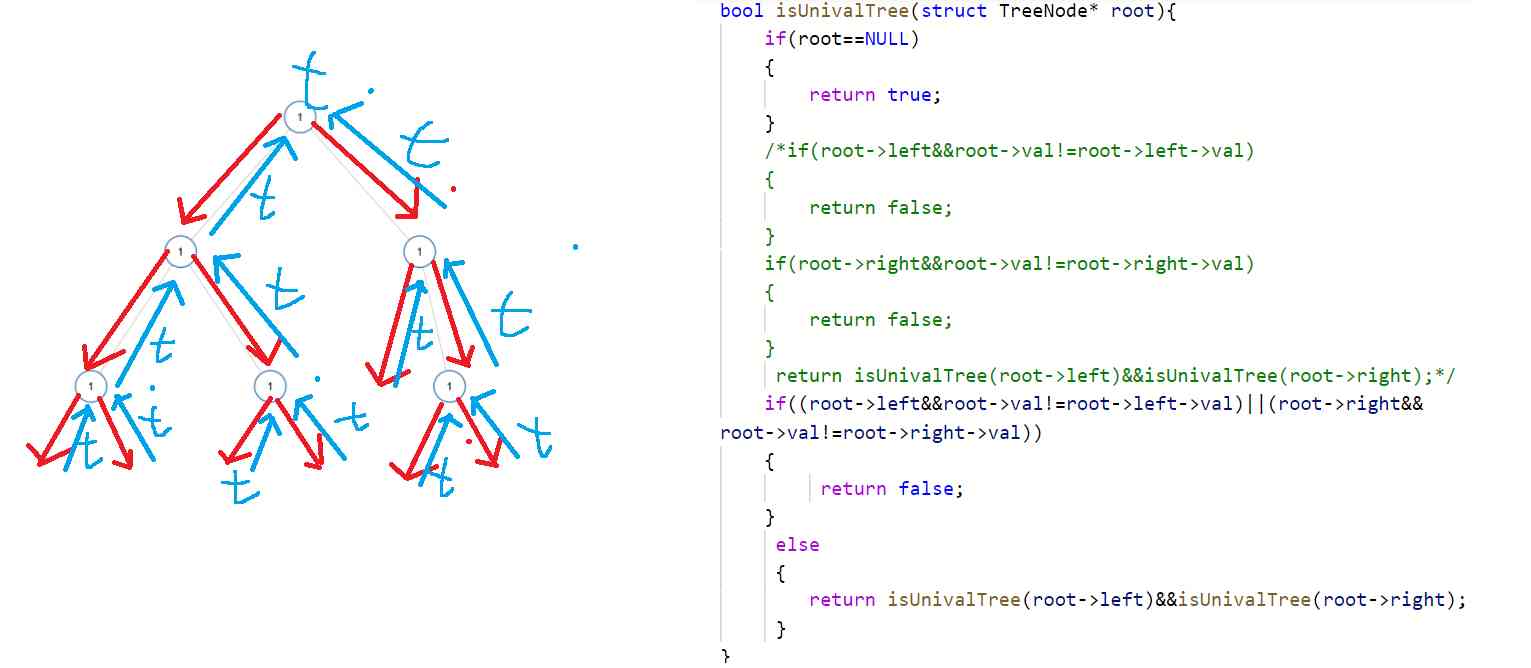 t
1
t
t
1
1
t
t
t
t
1
1
1
t
t
t
t
t
t
bool isUnivalTree(struct TreeNode* root){
if(root==NULL)
{
return true;
}
/*if(root->left&&root->val!=root->left->val)
{
return false;
}
if(root->right&&root->val!=root->right->val)
{
return false;
}
return isUnivalTree(root->left)&&isUnivalTree(root->right);*/
if((root->left&&root->val!=root->left->val)||(root->right&&
root->val!=root->right->val))
{
return false;
}
else
{
return isUnivalTree(root->left)&&isUnivalTree(root->right);
}
}